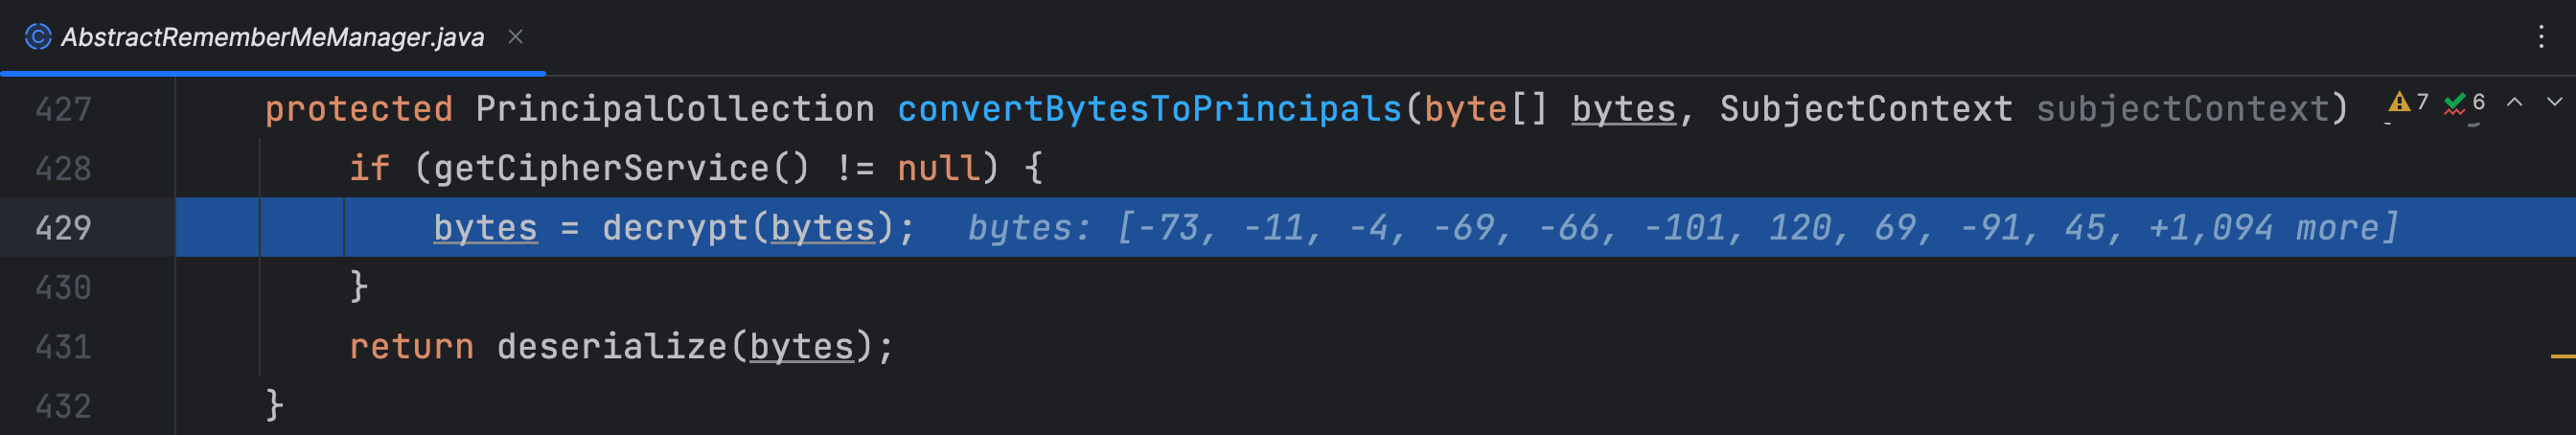 AbstractRememberMeManager.java
427 protected PrincipalCollection convertBytesToPrincipals(byte[] bytes, SubjectContext subjectContext) 7 6
428 if (getCipherService() != null) {
429 bytes = decrypt(bytes); bytes: [-73, -11, -4, -69, -66, -101, 120, 69, -91, 45, +1,094 more]
430 }
431 return deserialize(bytes);
432 }